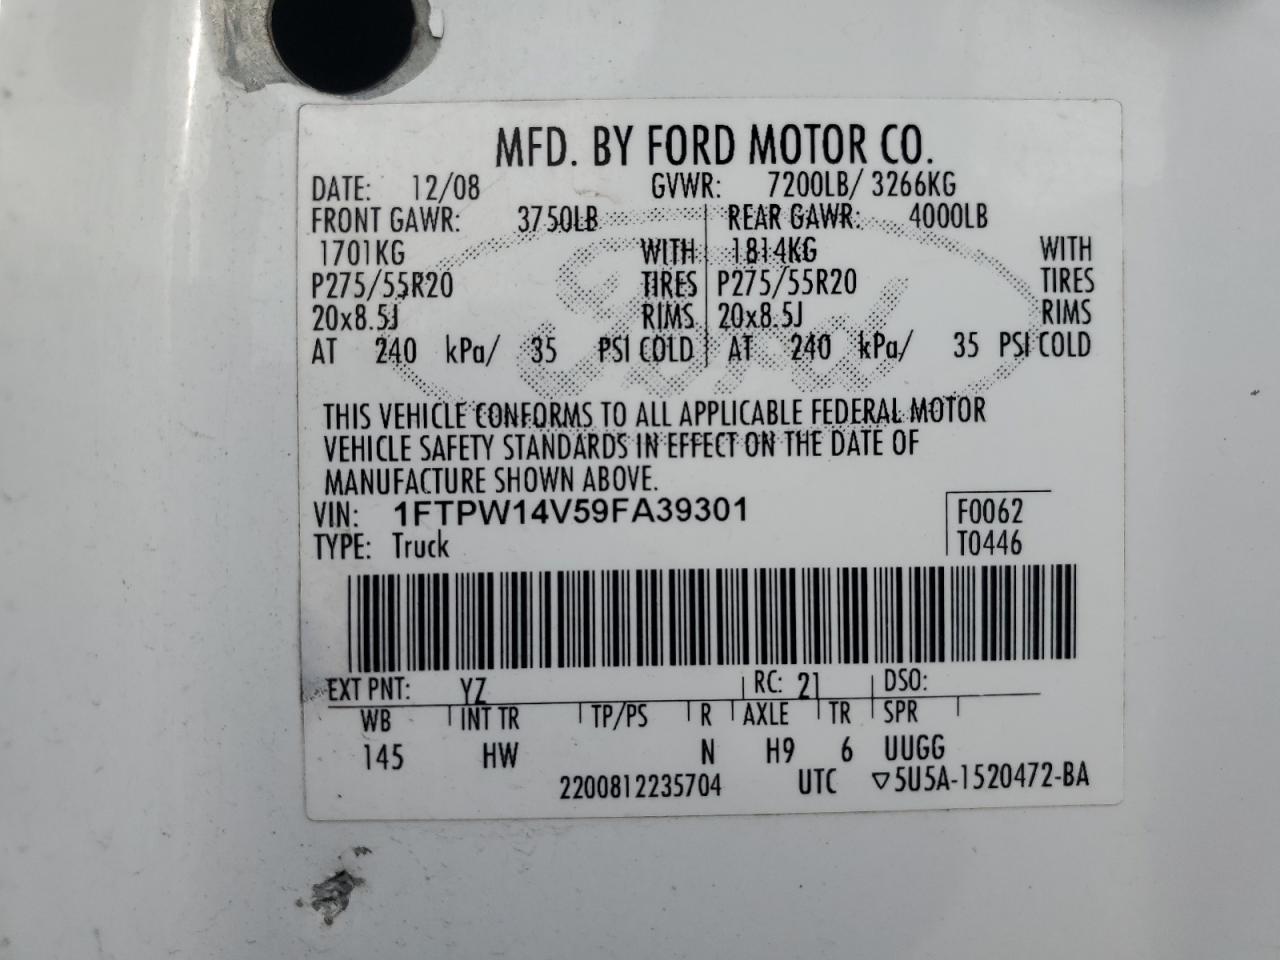 MFD. BY FORD MOTOR CO.
DATE: 12/08 GVWR: 7200LB/ 3266KG
FRONT GAWR: 3750LB REAR GAWR: 4000LB
1701KG WITH 1814KG WITH
P275/55R20 TIRES P275/55R20 TIRES
20x8.5J RIMS 20x8.5J RIMS
AT 240 kPa/ 35 PSI COLD AT 240 kPa/ 35 PSI COLD
Ford
THIS VEHICLE CONFORMS TO ALL APPLICABLE FEDERAL MOTOR
VEHICLE SAFETY STANDARDS IN EFFECT ON THE DATE OF
MANUFACTURE SHOWN ABOVE.
VIN: 1FTPW14V59FA39301 F0062
TYPE: Truck T0446
EXT PNT: YZ RC: 21 DSO:
WB INT TR TP/PS R AXLE TR SPR
145 HW N H9 6 UUGG
2200812235704 UTC ▽5U5A-1520472-BA